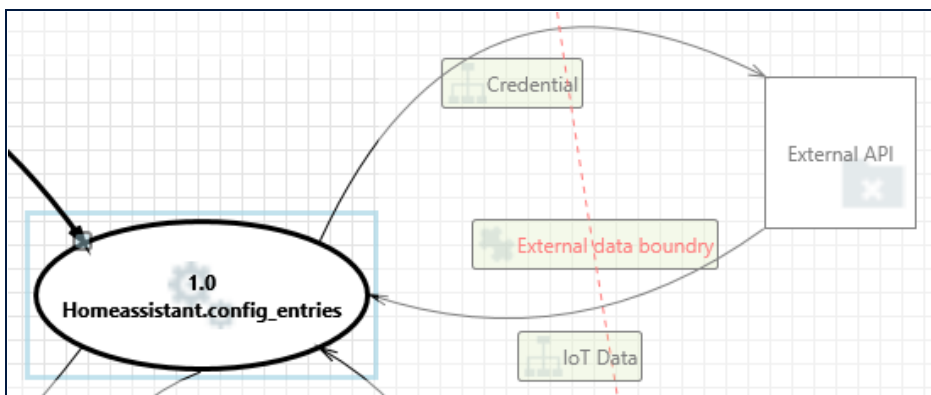 Credential
External API
External data boundry
1.0
Homeassistant.config_entries
IoT Data